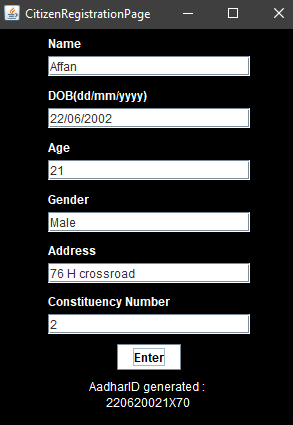 CitizenRegistrationPage
Name
Affan
DOB(dd/mm/yyyy)
22/06/2002
Age
21
Gender
Male
Address
76 H crossroad
Constituency Number
2
Enter
AadharID generated :
220620021X70